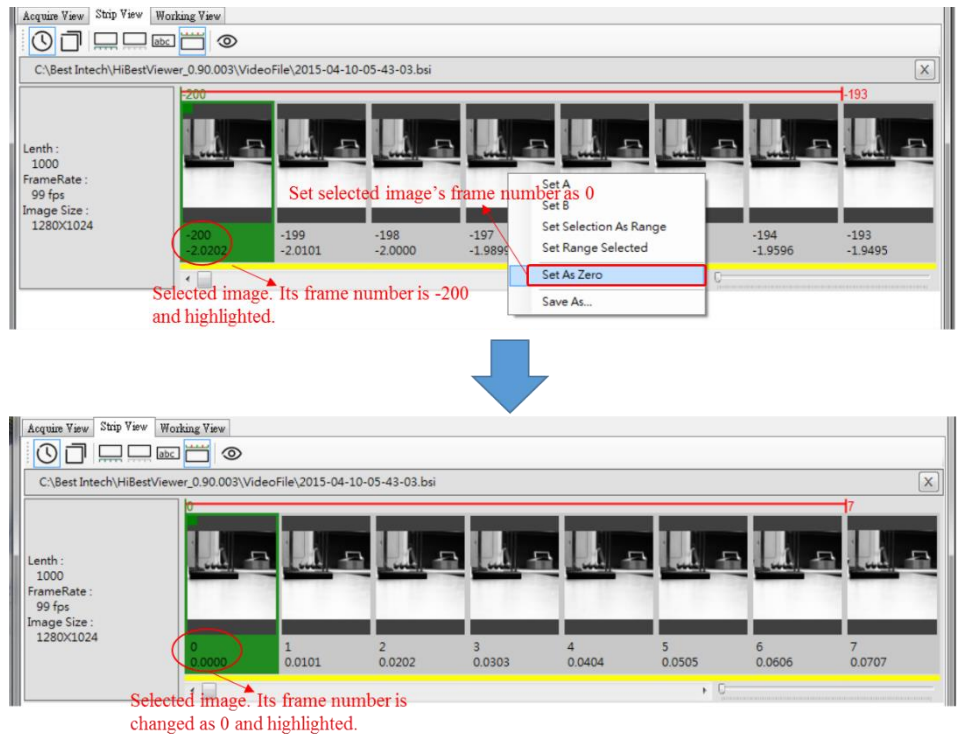 Acquire View Strip View Working View
abc
C:\Best Intech\HiBestViewer_0.90.003\VideoFile\2015-04-10-05-43-03.bsi X
-200 -193
Lenth :
1000
FrameRate :
99 fps
Image Size :
1280X1024
Set A
Set selected image's frame number as 0
Set B
Set Selection As Range
Set Range Selected
Set As Zero
Save As...
-200 -199 -198 -197 -194 -193
-2.0202 -2.0101 -2.0000 -1.9899 -1.9596 -1.9495
Selected image. Its frame number is -200
and highlighted.
Acquire View Strip View Working View
abc
C:\Best Intech\HiBestViewer_0.90.003\VideoFile\2015-04-10-05-43-03.bsi X
0 7
Lenth :
1000
FrameRate :
99 fps
Image Size :
1280X1024
0 1 2 3 4 5 6 7
0.0000 0.0101 0.0202 0.0303 0.0404 0.0505 0.0606 0.0707
Selected image. Its frame number is
changed as 0 and highlighted.